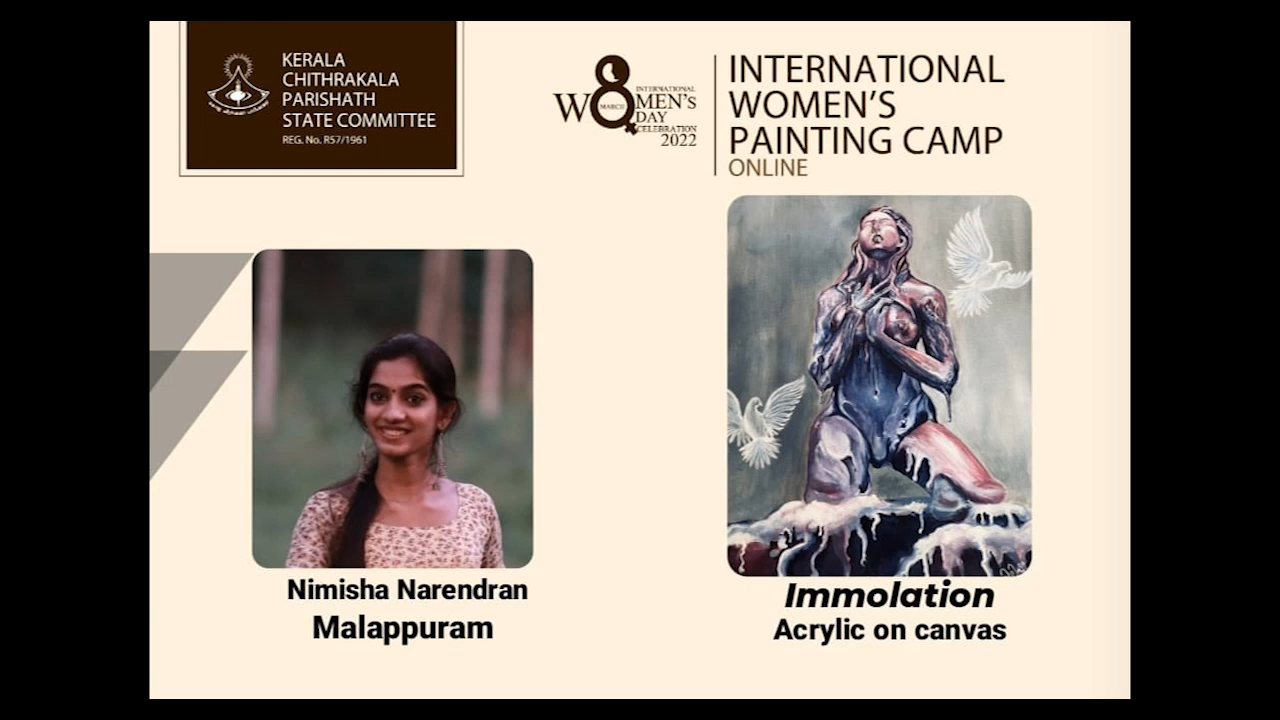 KERALA
CHITHRAKALA
PARISHATH
STATE COMMITTEE
REG. No. R57/1961
INTERNATIONAL
WOMEN's
MARCH
DAY
CELEBRATION
2022
INTERNATIONAL
WOMEN'S
PAINTING CAMP
ONLINE
Nimisha Narendran
Malappuram
Immolation
Acrylic on canvas